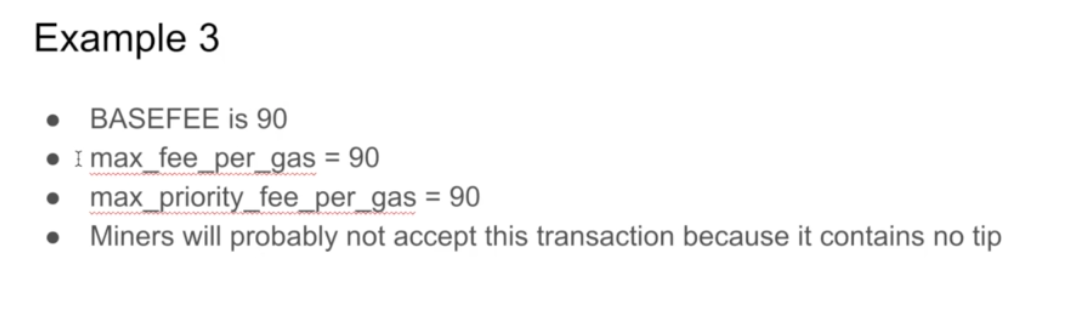 Example 3
● BASEFEE is 90
● max_fee_per_gas = 90
● max_priority_fee_per_gas = 90
● Miners will probably not accept this transaction because it contains no tip